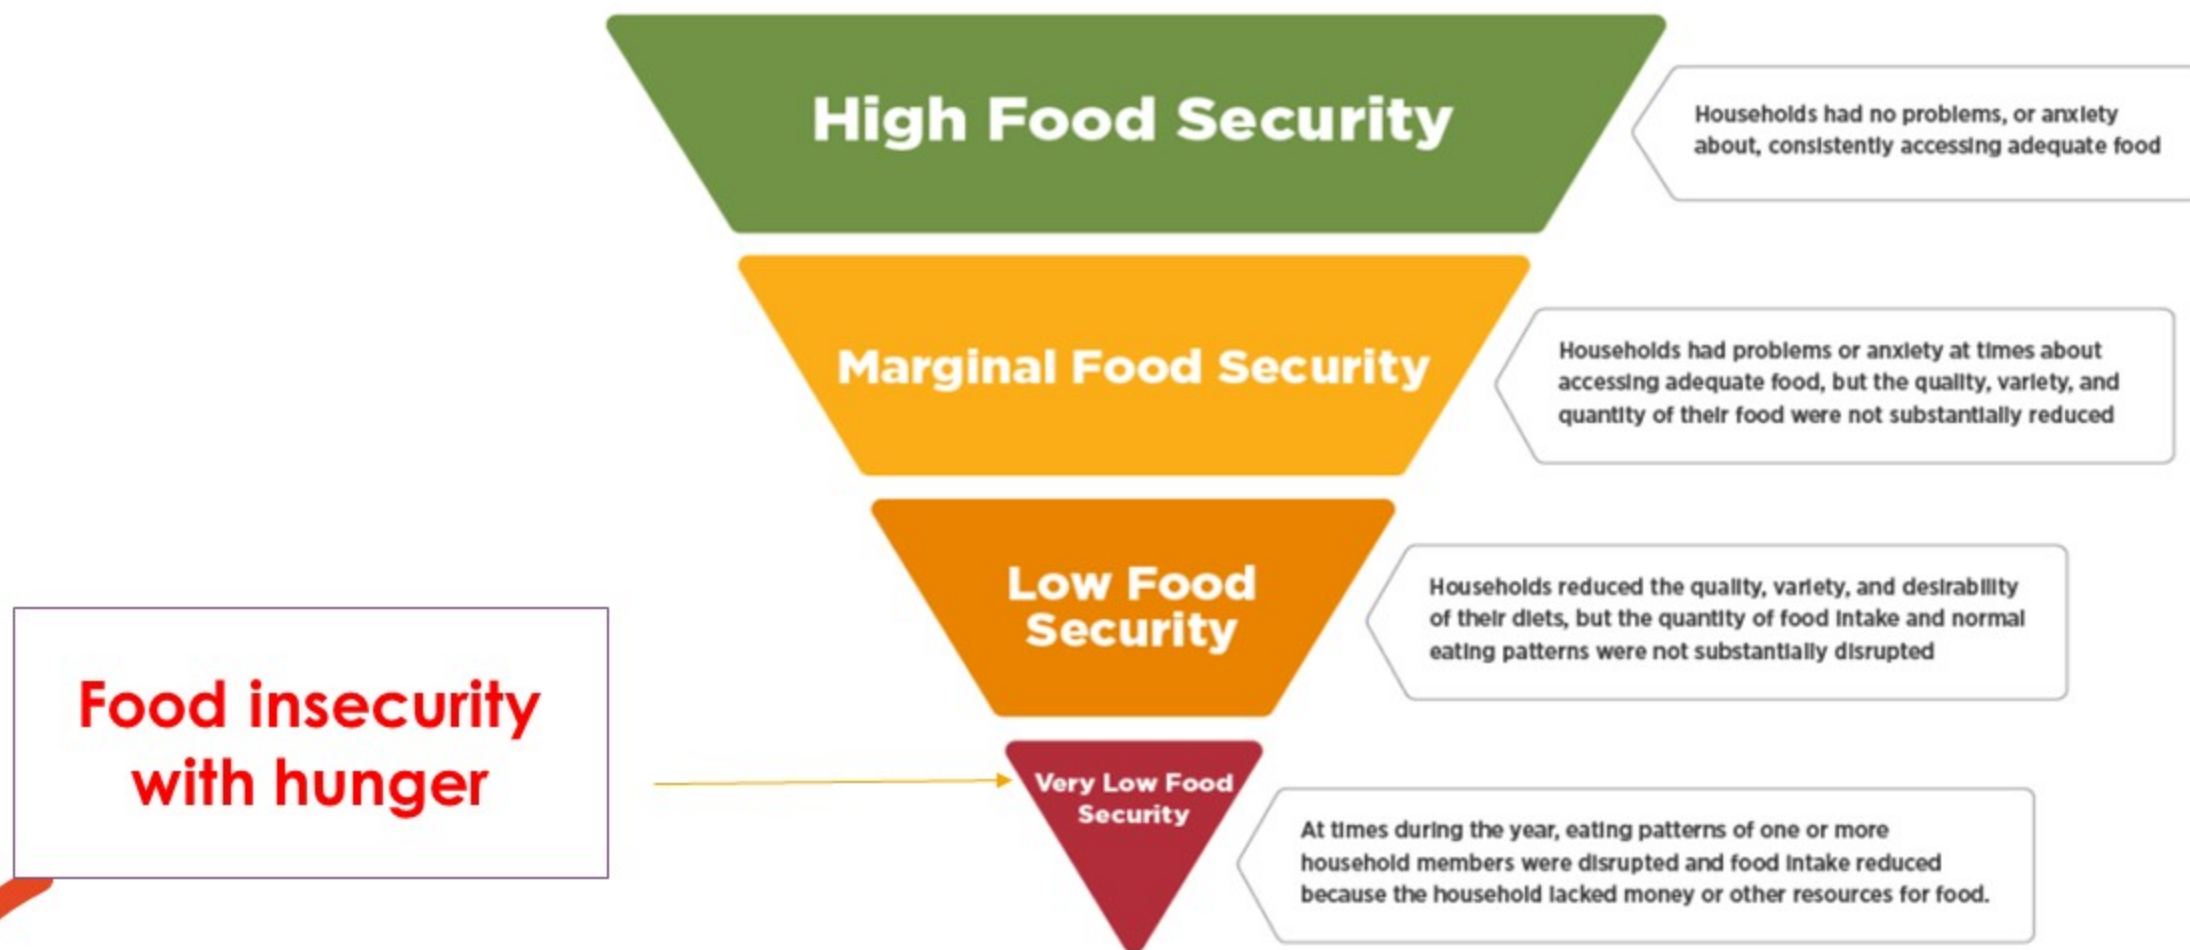 High Food Security
Households had no problems, or anxiety
about, consistently accessing adequate food
Marginal Food Security
Households had problems or anxiety at times about
accessing adequate food, but the quality, variety, and
quantity of their food were not substantially reduced
Low Food
Security
Households reduced the quality, variety, and desirability
of their diets, but the quantity of food intake and normal
eating patterns were not substantially disrupted
Food insecurity
with hunger
Very Low Food
Security
At times during the year, eating patterns of one or more
household members were disrupted and food intake reduced
because the household lacked money or other resources for food.